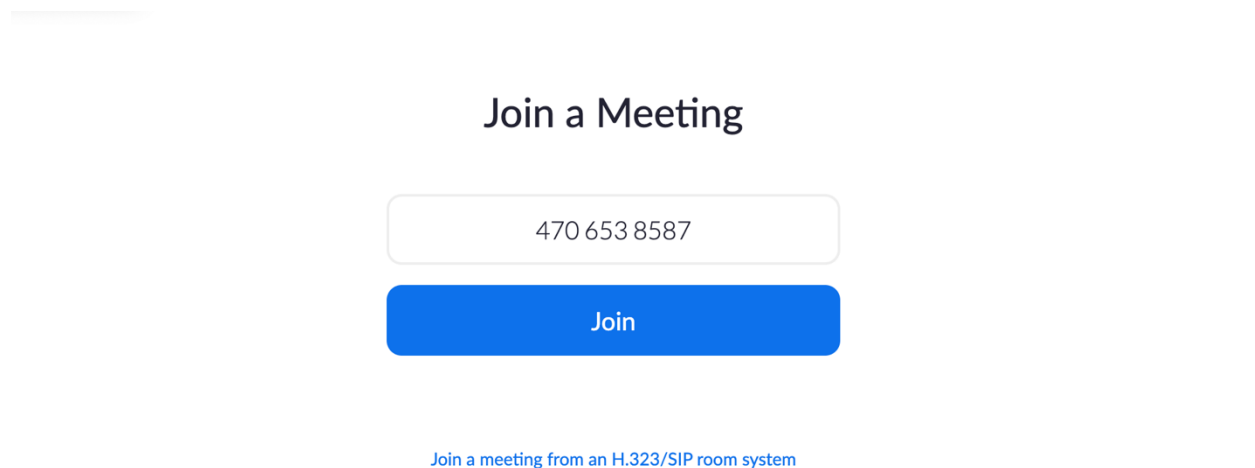 Join a Meeting
470 653 8587
Join
Join a meeting from an H.323/SIP room system